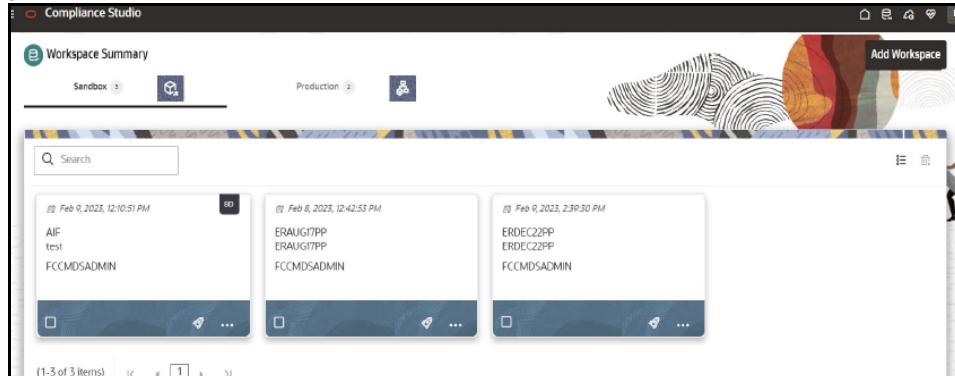 Compliance Studio
Workspace Summary
Add Workspace
Sandbox 3
Production 2
Search
Feb 9, 2023, 12:10:51 PM
BD
AIF
test
FCCMDSADMIN
Feb 8, 2023, 12:42:53 PM
ERAUG17PP
ERAUG17PP
FCCMDSADMIN
Feb 9, 2023, 2:39:30 PM
ERDEC22PP
ERDEC22PP
FCCMDSADMIN
(1-3 of 3 items) 1